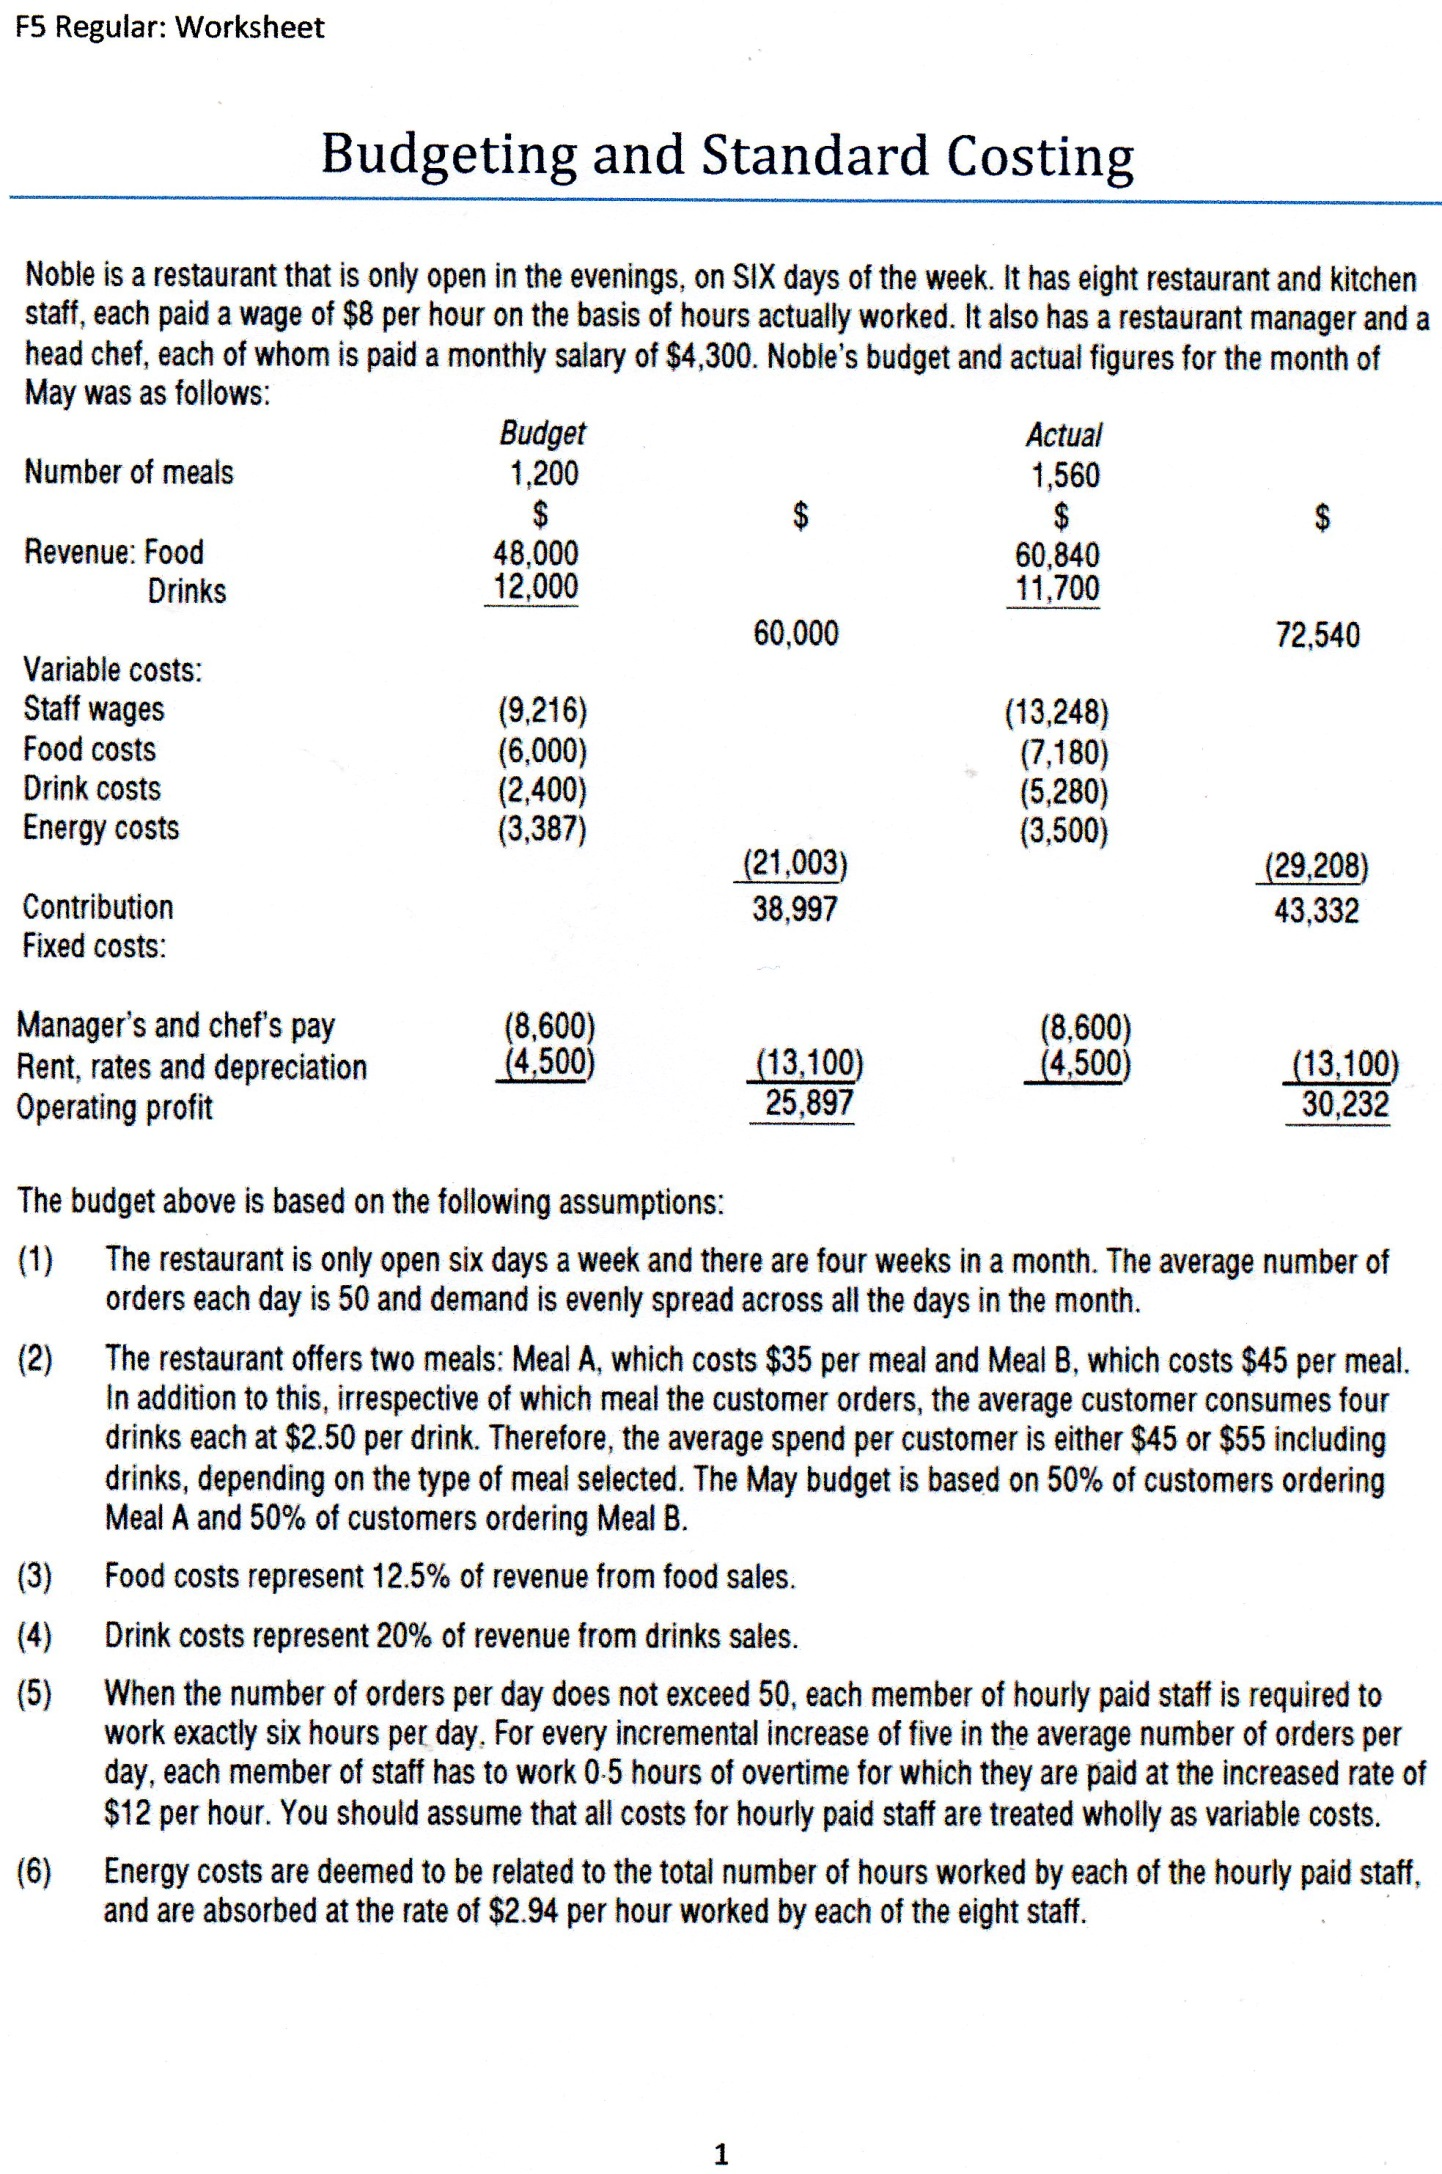 F5 Regular: Worksheet
Budgeting and Standard Costing
Noble is a restaurant that is only open in the evenings, on SIX days of the week. It has eight restaurant and kitchen
staff, each paid a wage of $8 per hour on the basis of hours actually worked. It also has a restaurant manager and a
head chef, each of whom is paid a monthly salary of $4,300. Noble's budget and actual figures for the month of
May was as follows:
Budget Actual
Number of meals 1,200 1,560
$ $ $ $
Revenue: Food 48,000 60,840
Drinks 12,000 11,700
60,000 72,540
Variable costs:
Staff wages (9,216) (13,248)
Food costs (6,000) (7,180)
Drink costs (2,400) (5,280)
Energy costs (3,387) (3,500)
(21,003) (29,208)
Contribution 38,997 43,332
Fixed costs:
Manager's and chef's pay (8,600) (8,600)
Rent, rates and depreciation (4,500) (13,100) (4,500) (13,100)
Operating profit 25,897 30,232
The budget above is based on the following assumptions:
(1) The restaurant is only open six days a week and there are four weeks in a month. The average number of
orders each day is 50 and demand is evenly spread across all the days in the month.
(2) The restaurant offers two meals: Meal A, which costs $35 per meal and Meal B, which costs $45 per meal.
In addition to this, irrespective of which meal the customer orders, the average customer consumes four
drinks each at $2.50 per drink. Therefore, the average spend per customer is either $45 or $55 including
drinks, depending on the type of meal selected. The May budget is based on 50% of customers ordering
Meal A and 50% of customers ordering Meal B.
(3) Food costs represent 12.5% of revenue from food sales.
(4) Drink costs represent 20% of revenue from drinks sales.
(5) When the number of orders per day does not exceed 50, each member of hourly paid staff is required to
work exactly six hours per day. For every incremental increase of five in the average number of orders per
day, each member of staff has to work 0·5 hours of overtime for which they are paid at the increased rate of
$12 per hour. You should assume that all costs for hourly paid staff are treated wholly as variable costs.
(6) Energy costs are deemed to be related to the total number of hours worked by each of the hourly paid staff,
and are absorbed at the rate of $2.94 per hour worked by each of the eight staff.
1